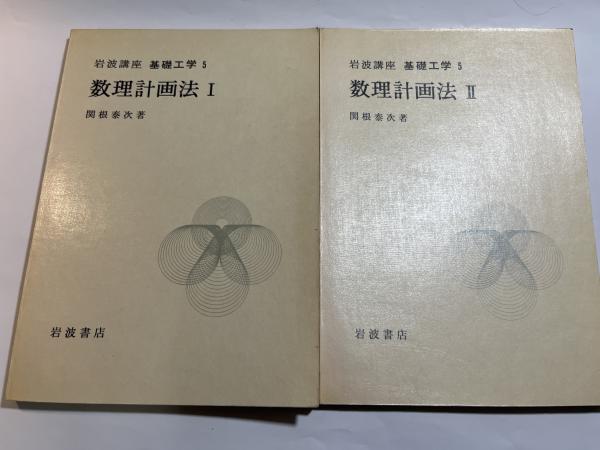 岩波講座 基礎工学 5
数理計画法 I
関根泰次著
岩波書店
岩波講座 基礎工学 5
数理計画法 II
関根泰次著
岩波書店